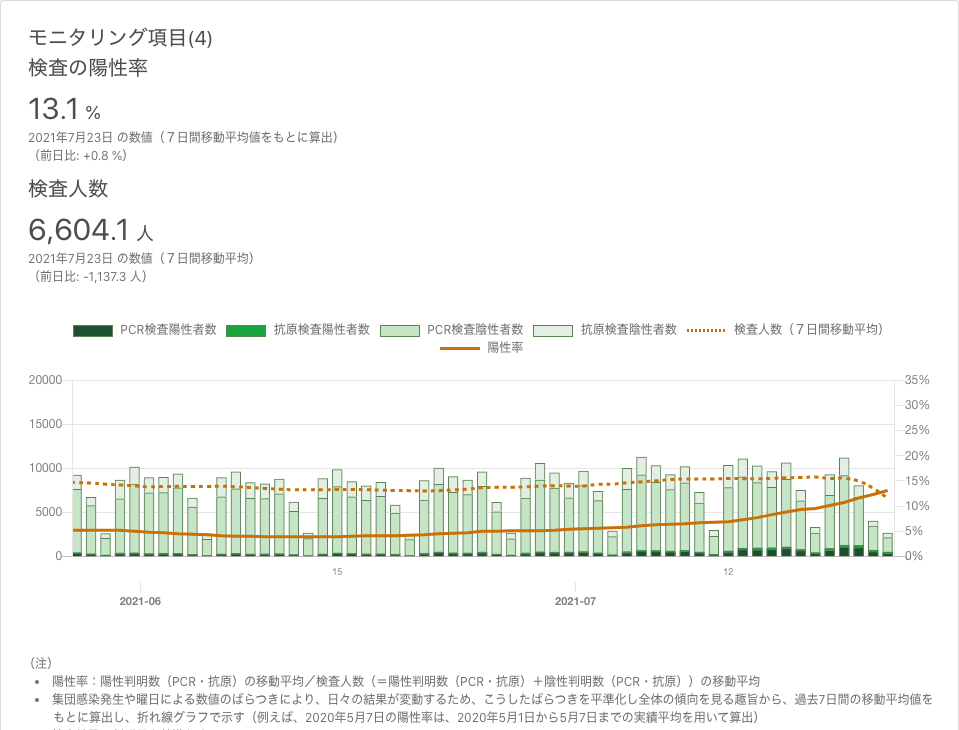 モニタリング項目(4)
検査の陽性率
13.1 %
2021年7月23日 の数値（７日間移動平均値をもとに算出）
（前日比: +0.8 %）
検査人数
6,604.1 人
2021年7月23日 の数値（７日間移動平均）
（前日比: -1,137.3 人）
PCR検査陽性者数 抗原検査陽性者数 PCR検査陰性者数 抗原検査陰性者数 検査人数（７日間移動平均）
陽性率
20000 35%
30%
15000 25%
10000 20%
15%
5000 10%
5%
0 0%
15 12
2021-06 2021-07
（注）
• 陽性率：陽性判明数（PCR・抗原）の移動平均／検査人数（＝陽性判明数（PCR・抗原）＋陰性判明数（PCR・抗原））の移動平均
• 集団感染発生や曜日による数値のばらつきにより、日々の結果が変動するため、こうしたばらつきを平準化し全体の傾向を見る趣旨から、過去7日間の移動平均値を
もとに算出し、折れ線グラフで示す（例えば、2020年5月7日の陽性率は、2020年5月1日から5月7日までの実績平均を用いて算出）